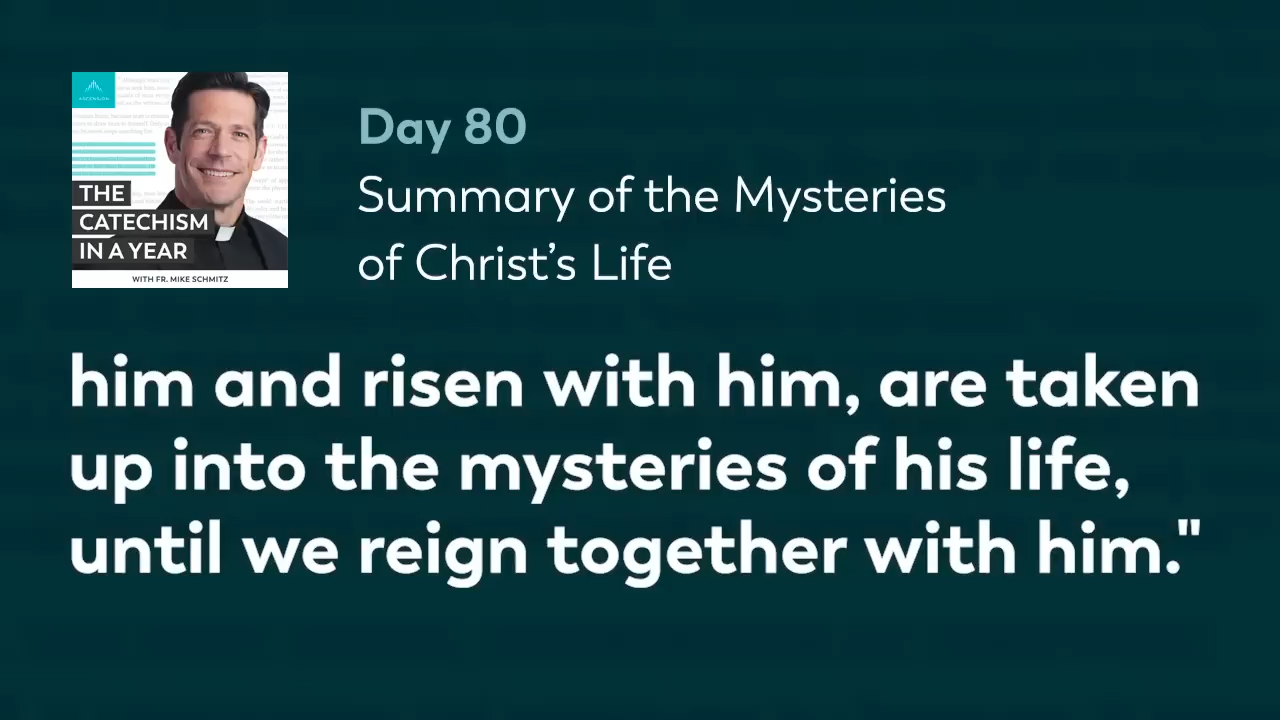 ASCENSION
THE
CATECHISM
IN A YEAR
WITH FR. MIKE SCHMITZ
Day 80
Summary of the Mysteries
of Christ’s Life
him and risen with him, are taken
up into the mysteries of his life,
until we reign together with him."